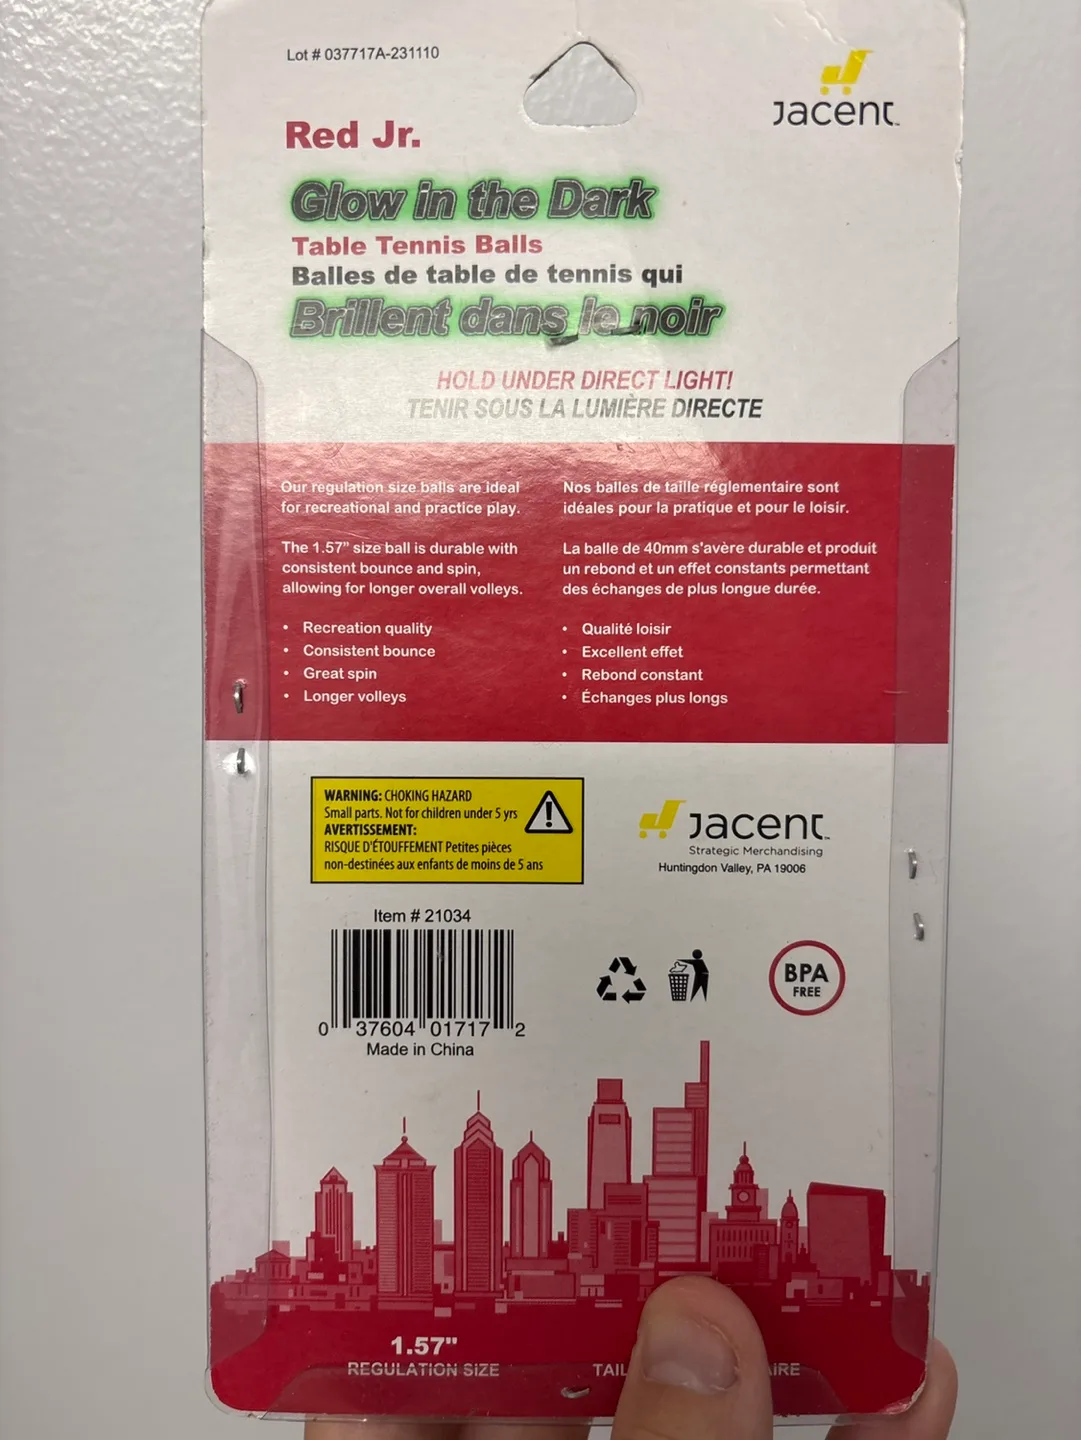 Lot # 037717A-231110
Jacent™
Red Jr.
Glow in the Dark
Table Tennis Balls
Balles de table de tennis qui
Brillent dans le noir
HOLD UNDER DIRECT LIGHT!
TENIR SOUS LA LUMIÈRE DIRECTE
Our regulation size balls are ideal
for recreational and practice play.
The 1.57" size ball is durable with
consistent bounce and spin,
allowing for longer overall volleys.
• Recreation quality
• Consistent bounce
• Great spin
• Longer volleys
Nos balles de taille réglementaire sont
idéales pour la pratique et pour le loisir.
La balle de 40mm s'avère durable et produit
un rebond et un effet constants permettant
des échanges de plus longue durée.
• Qualité loisir
• Excellent effet
• Rebond constant
• Échanges plus longs
WARNING: CHOKING HAZARD
Small parts. Not for children under 5 yrs
AVERTISSEMENT:
RISQUE D'ÉTOUFFEMENT Petites pièces
non-destinées aux enfants de moins de 5 ans
Jacent™
Strategic Merchandising
Huntingdon Valley, PA 19006
Item # 21034
0 37604 01717 2
Made in China
BPA
FREE
1.57"
REGULATION SIZE